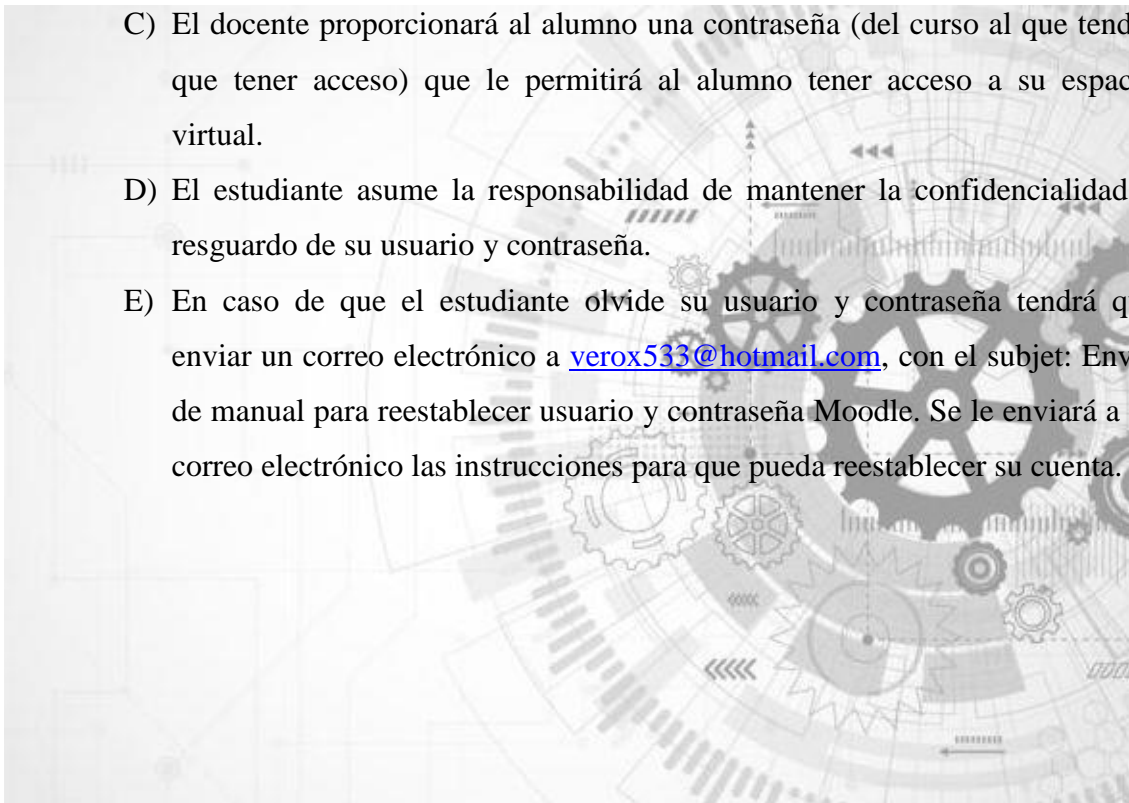 C) El docente proporcionará al alumno una contraseña (del curso al que tend
que tener acceso) que le permitirá al alumno tener acceso a su espac
virtual.
D) El estudiante asume la responsabilidad de mantener la confidencialidad
resguardo de su usuario y contraseña.
E) En caso de que el estudiante olvide su usuario y contraseña tendrá q
enviar un correo electrónico a verox533@hotmail.com, con el subjet: Env
de manual para reestablecer usuario y contraseña Moodle. Se le enviará a
correo electrónico las instrucciones para que pueda reestablecer su cuenta.